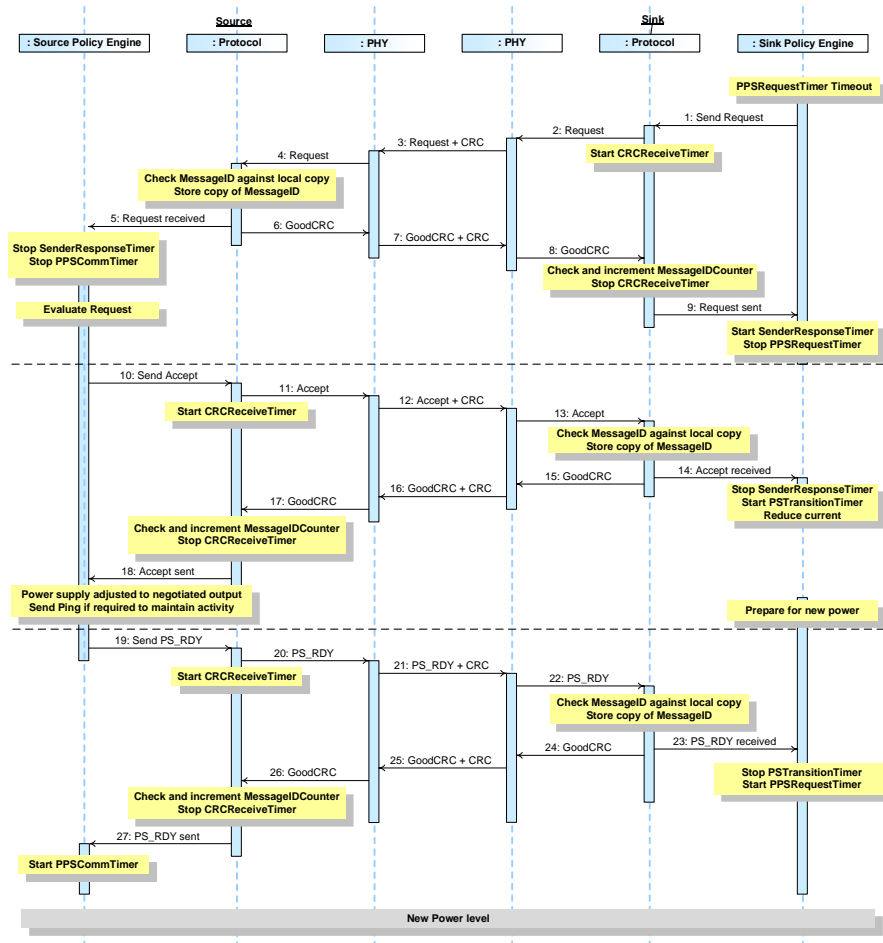 Source
Sink
: Source Policy Engine
: Protocol
: PHY
: PHY
: Protocol
: Sink Policy Engine
PPSRequestTimer Timeout
1: Send Request
2: Request
Start CRCReceiveTimer
3: Request + CRC
4: Request
Check MessageID against local copy
Store copy of MessageID
5: Request received
6: GoodCRC
7: GoodCRC + CRC
8: GoodCRC
Stop SenderResponseTimer
Stop PPSCommTimer
Check and increment MessageIDCounter
Stop CRCReceiveTimer
Evaluate Request
9: Request sent
Start SenderResponseTimer
Stop PPSRequestTimer
10: Send Accept
11: Accept
Start CRCReceiveTimer
12: Accept + CRC
13: Accept
Check MessageID against local copy
Store copy of MessageID
14: Accept received
15: GoodCRC
16: GoodCRC + CRC
17: GoodCRC
Stop SenderResponseTimer
Start PSTransitionTimer
Reduce current
Check and increment MessageIDCounter
Stop CRCReceiveTimer
18: Accept sent
Power supply adjusted to negotiated output
Send Ping if required to maintain activity
Prepare for new power
19: Send PS_RDY
20: PS_RDY
Start CRCReceiveTimer
21: PS_RDY + CRC
22: PS_RDY
Check MessageID against local copy
Store copy of MessageID
23: PS_RDY received
24: GoodCRC
25: GoodCRC + CRC
26: GoodCRC
Stop PSTransitionTimer
Start PPSRequestTimer
Check and increment MessageIDCounter
Stop CRCReceiveTimer
27: PS_RDY sent
Start PPSCommTimer
New Power level